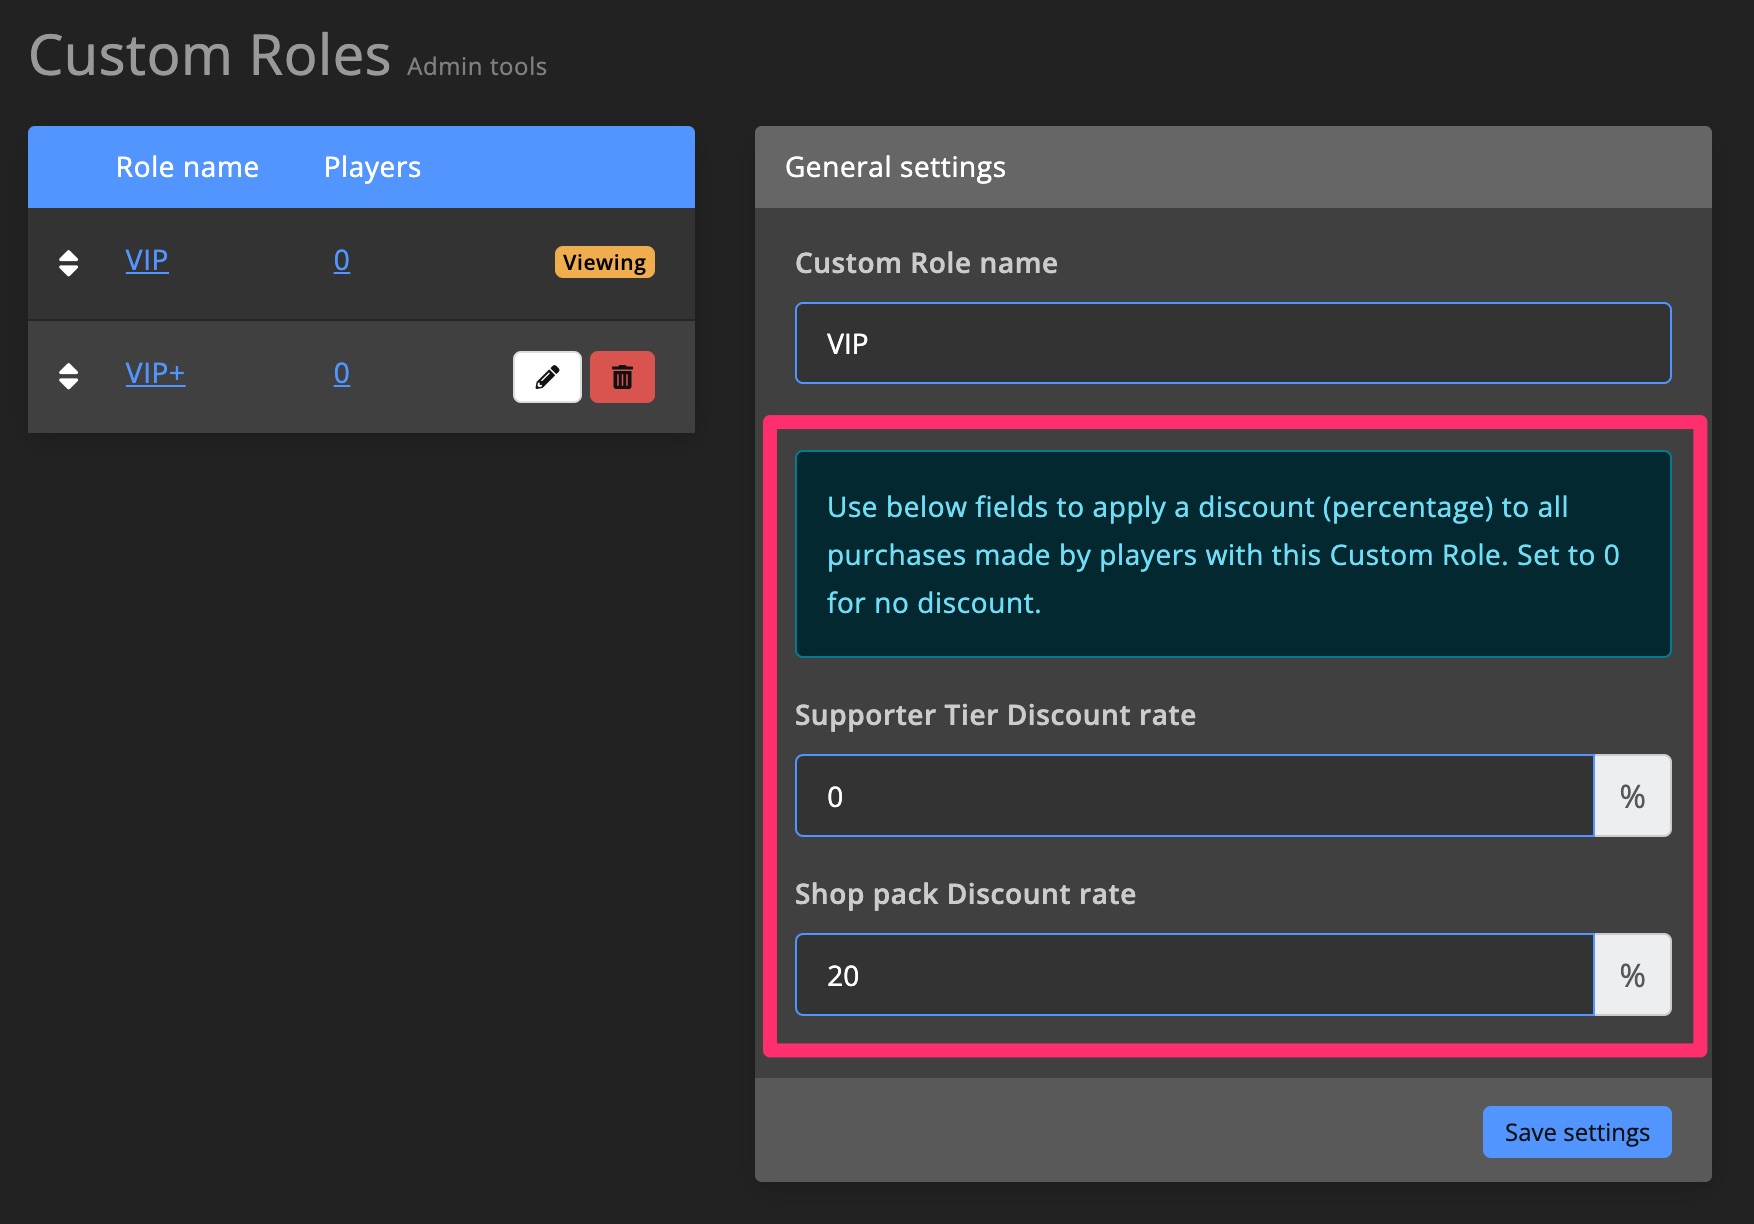 Custom Roles Admin tools
Role name Players
VIP 0 Viewing
VIP+ 0
General settings
Custom Role name
VIP
Use below fields to apply a discount (percentage) to all
purchases made by players with this Custom Role. Set to 0
for no discount.
Supporter Tier Discount rate
0 %
Shop pack Discount rate
20 %
Save settings